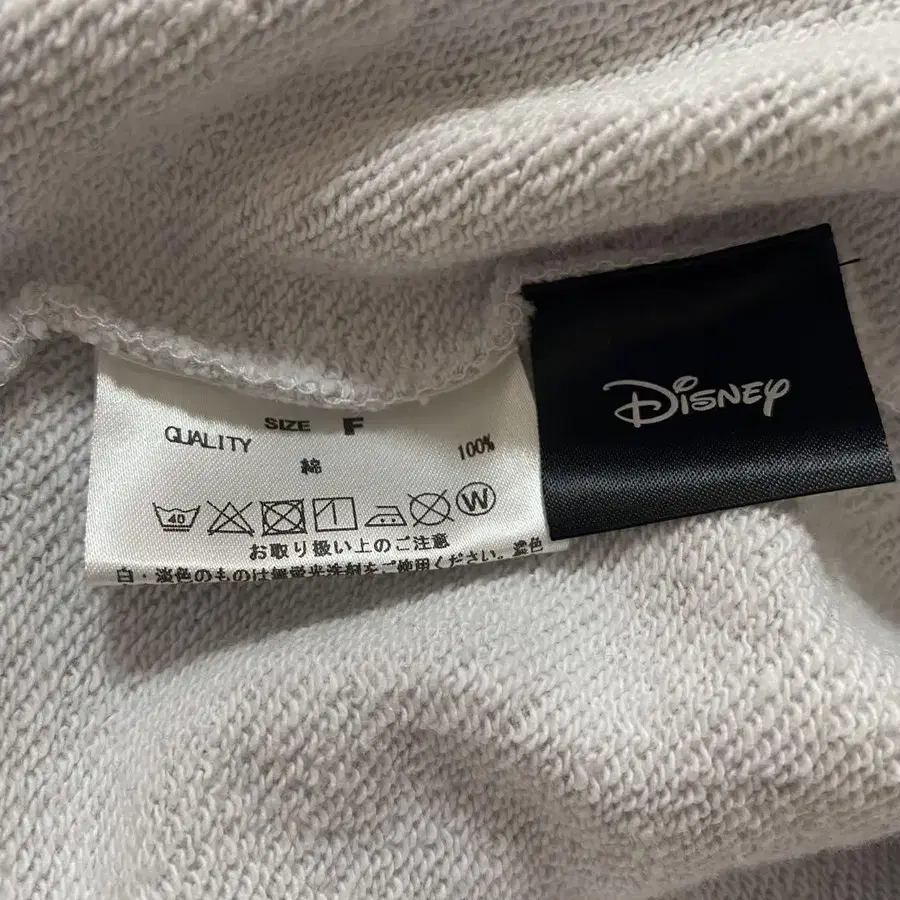 SIZE F
QUALITY
綿 100%
40
W
お取り扱い上のご注意
白・淡色のものは無蛍光洗剤をご使用ください。濃色
Disney